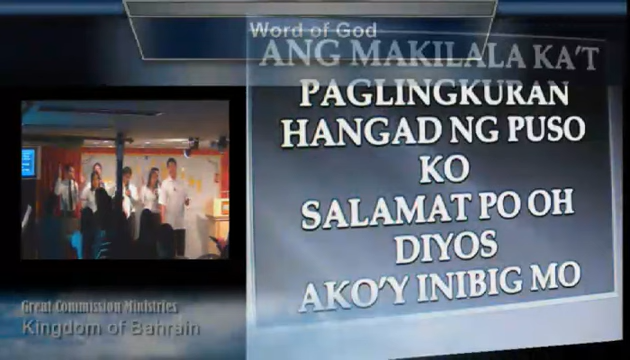 Word of God
ANG MAKILALA KA'T
PAGLINGKURAN
HANGAD NG PUSO
KO
SALAMAT PO OH
DIYOS
AKO'Y INIBIG MO
Great Commission Ministries
Kingdom of Bahrain